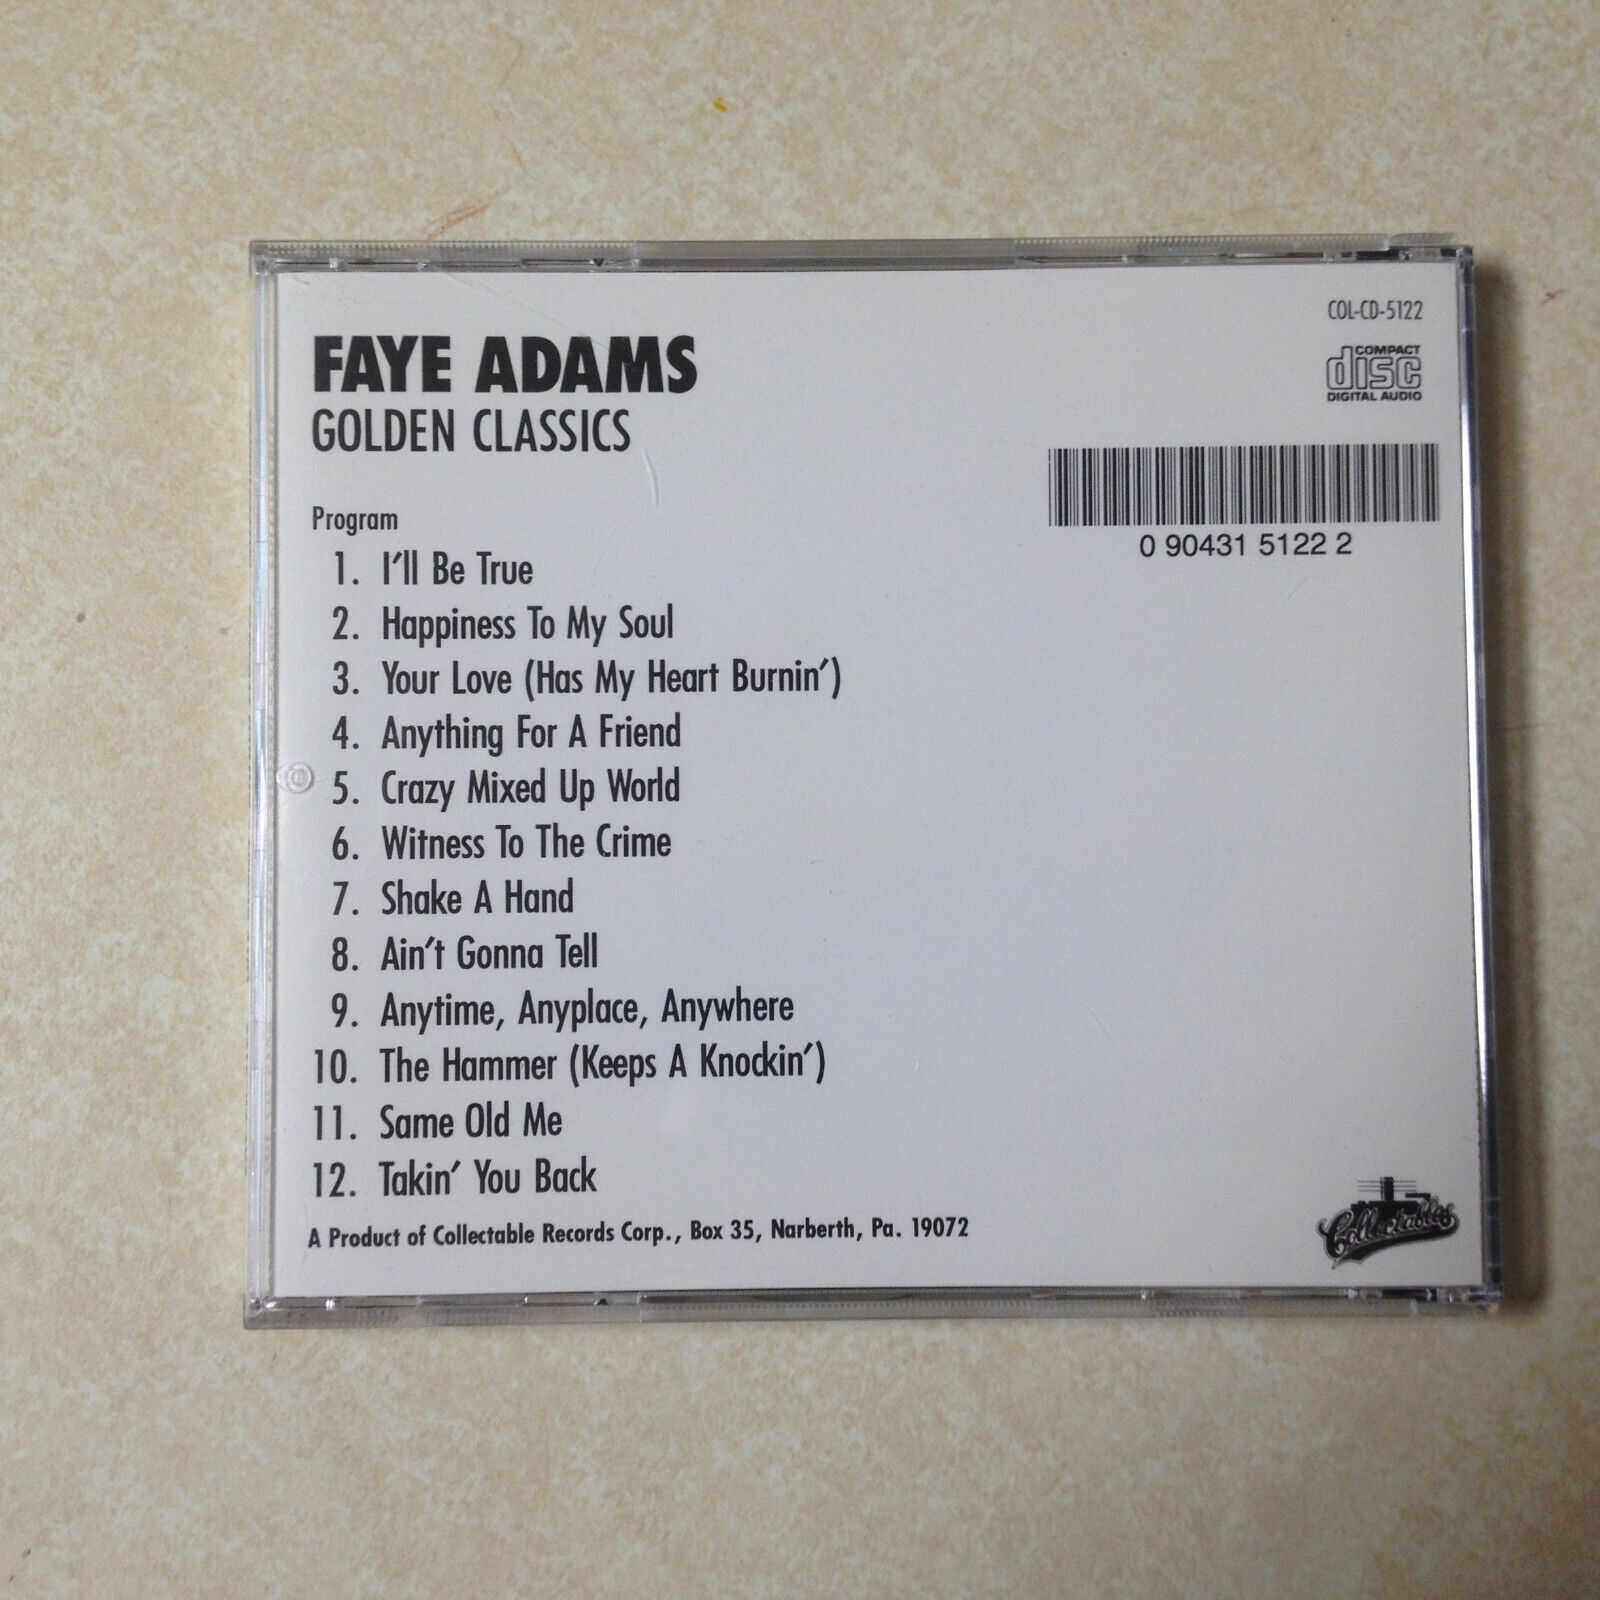 COL-CD-5122
COMPACT
disc
DIGITAL AUDIO
FAYE ADAMS
GOLDEN CLASSICS
0 90431 5122 2
Program
1. I'll Be True
2. Happiness To My Soul
3. Your Love (Has My Heart Burnin')
4. Anything For A Friend
5. Crazy Mixed Up World
6. Witness To The Crime
7. Shake A Hand
8. Ain't Gonna Tell
9. Anytime, Anyplace, Anywhere
10. The Hammer (Keeps A Knockin')
11. Same Old Me
12. Takin' You Back
A Product of Collectable Records Corp., Box 35, Narberth, Pa. 19072
Collectables